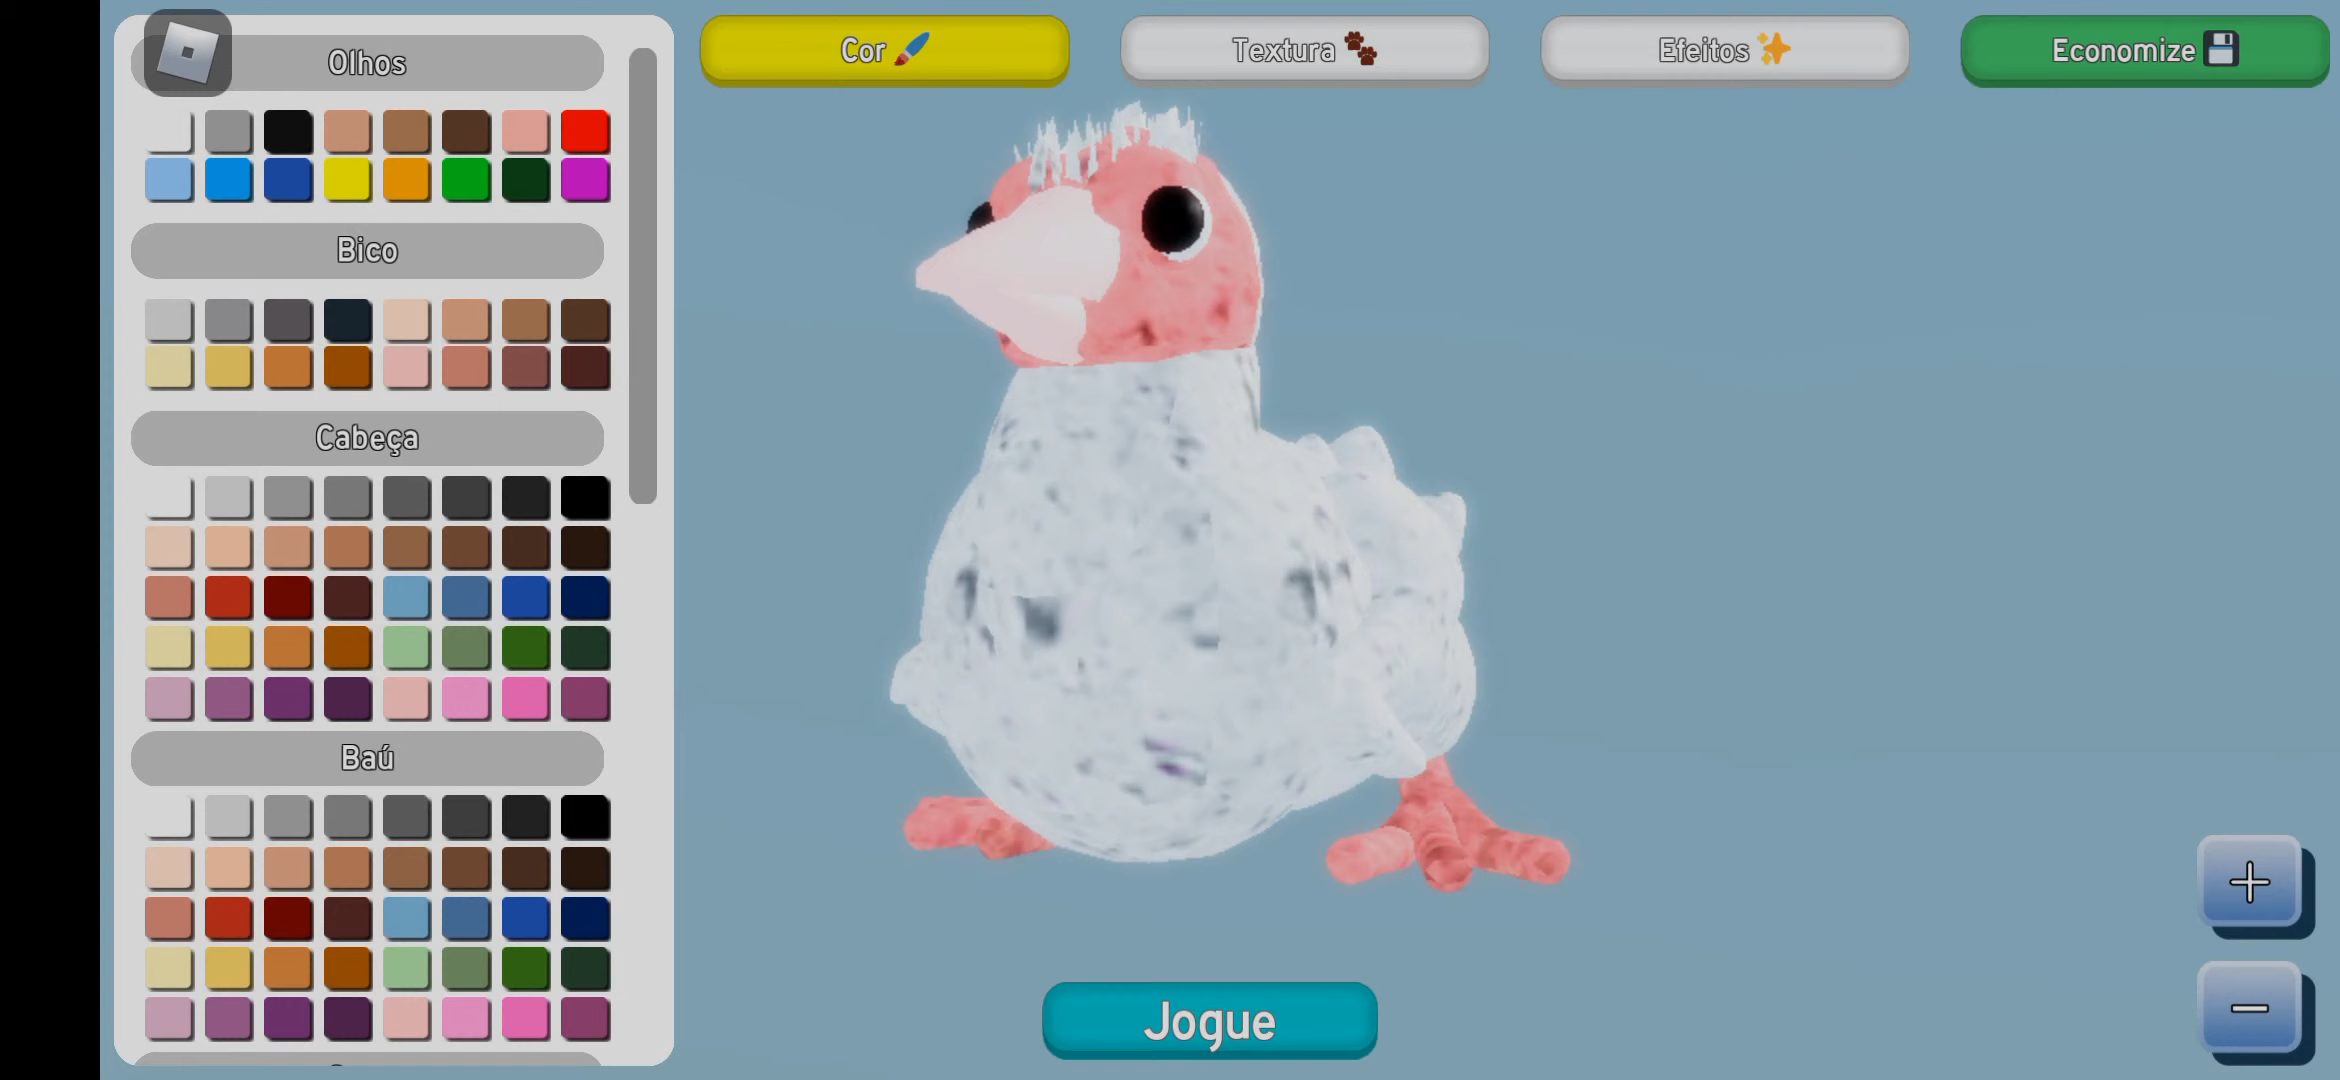 Olhos
Cor
Textura
Efeitos
Economize
Bico
Cabeça
Baú
Jogue